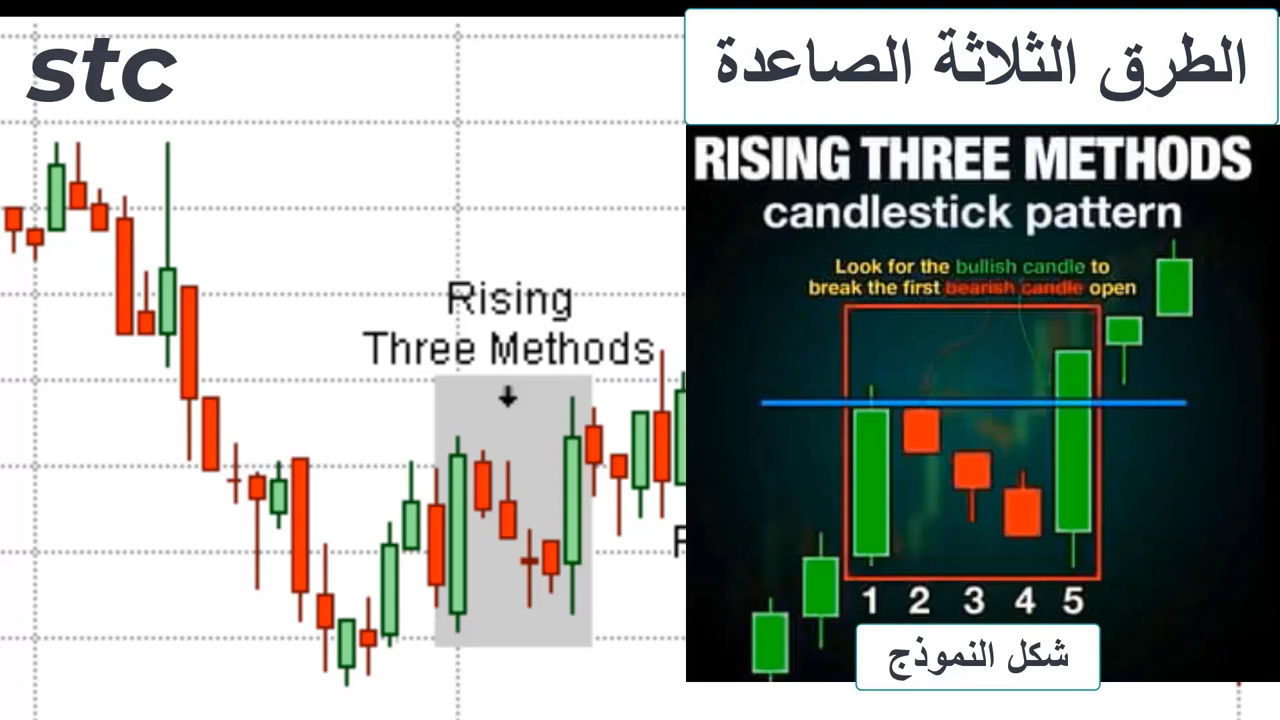 stc
Rising
Three Methods
الطرق الثلاثة الصاعدة
RISING THREE METHODS
candlestick pattern
Look for the bullish candle to
break the first bearish candle open
1 2 3 4 5
شكل النموذج